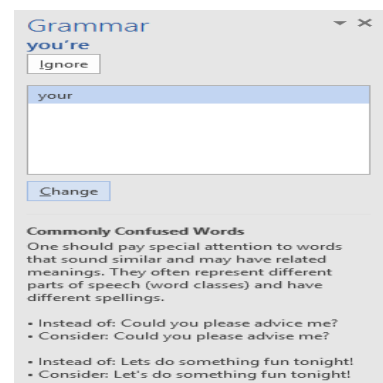 Grammar
you're
Ignore
your
Change
Commonly Confused Words
One should pay special attention to words
that sound similar and may have related
meanings. They often represent different
parts of speech (word classes) and have
different spellings.
• Instead of: Could you please advice me?
• Consider: Could you please advise me?
• Instead of: Lets do something fun tonight!
• Consider: Let's do something fun tonight!